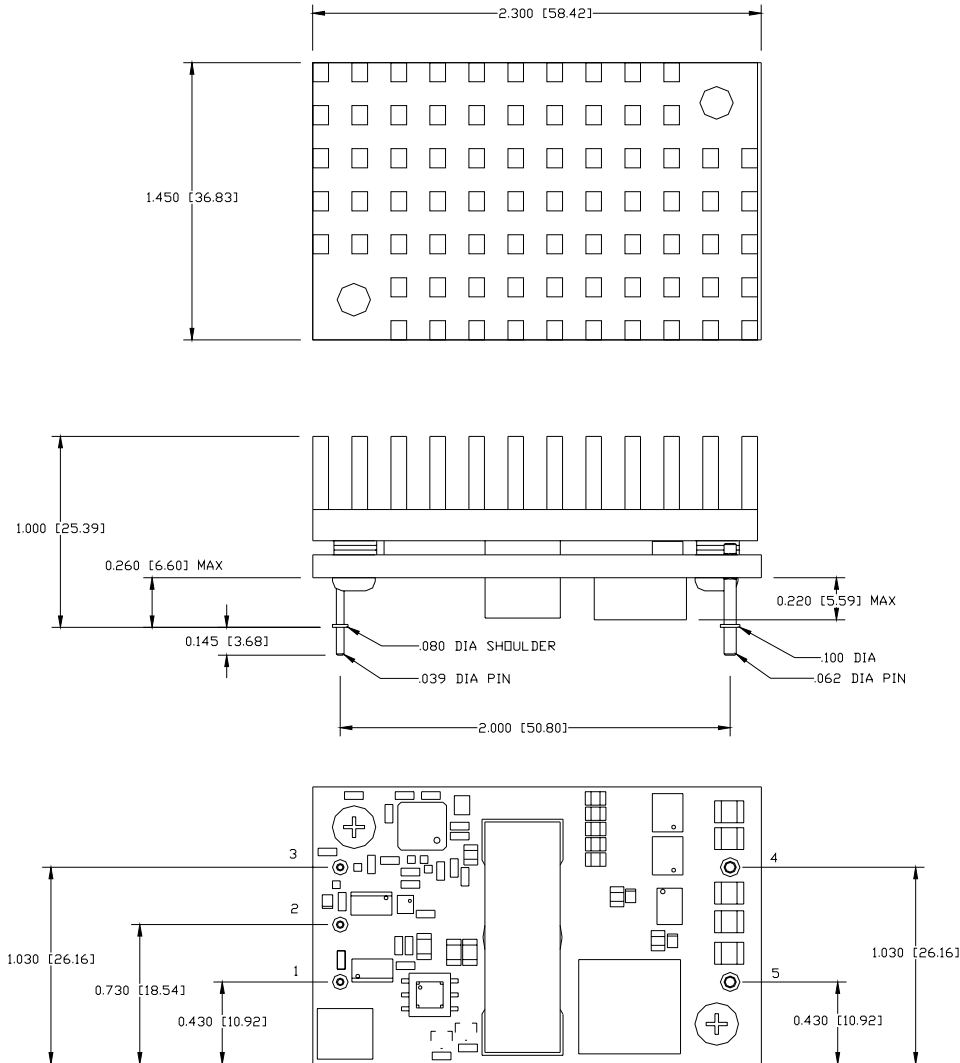 2.300 [58.42]
1.450 [36.83]
1.000 [25.39]
0.260 [6.60] MAX
0.220 [5.59] MAX
0.145 [3.68]
.080 DIA SHOULDER
.100 DIA
.039 DIA PIN
.062 DIA PIN
2.000 [50.80]
3
4
2
1.030 [26.16]
1.030 [26.16]
1
5
0.730 [18.54]
0.430 [10.92]
0.430 [10.92]